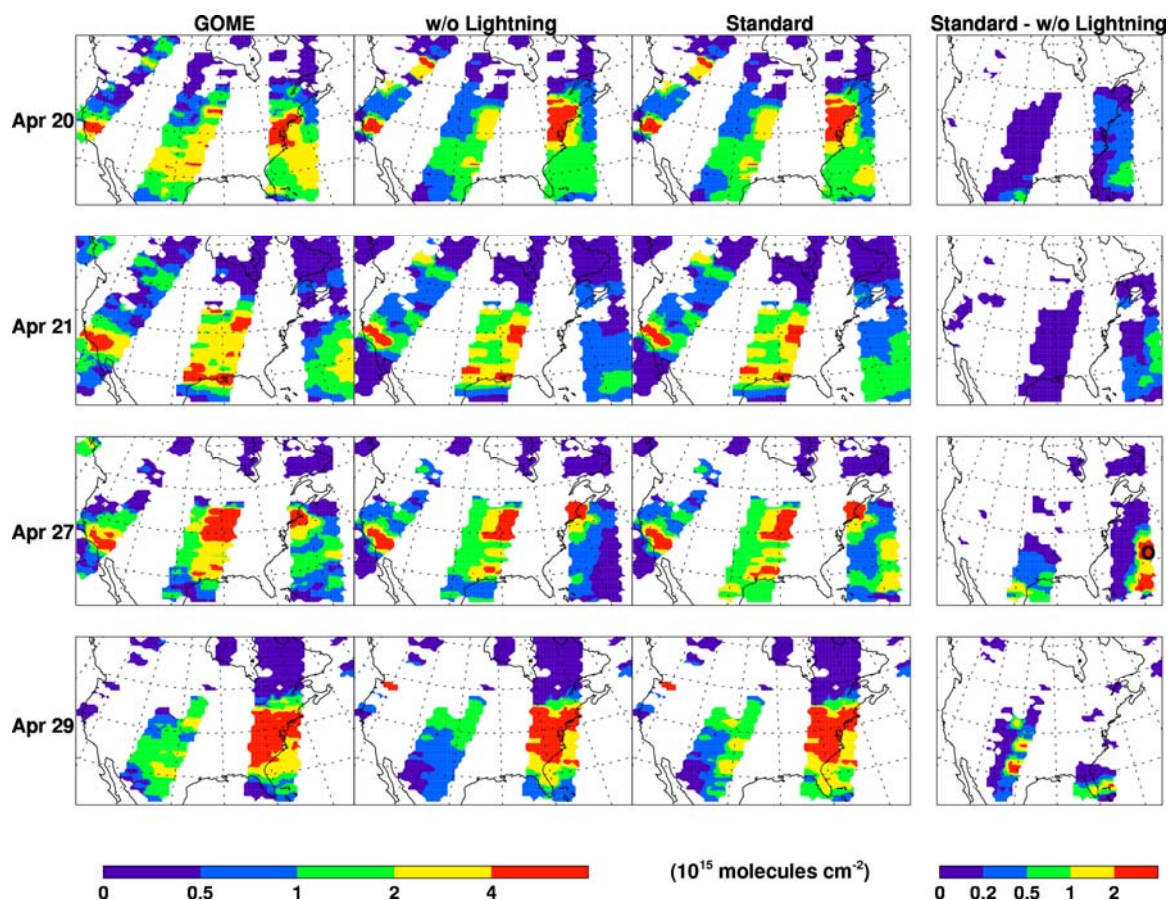 GOME w/o Lightning Standard Standard - w/o Lightning
Apr 20
Apr 21
Apr 27
O
Apr 29
(10¹⁵ molecules cm⁻²)
0 0.5 1 2 4 0 0.2 0.5 1 2